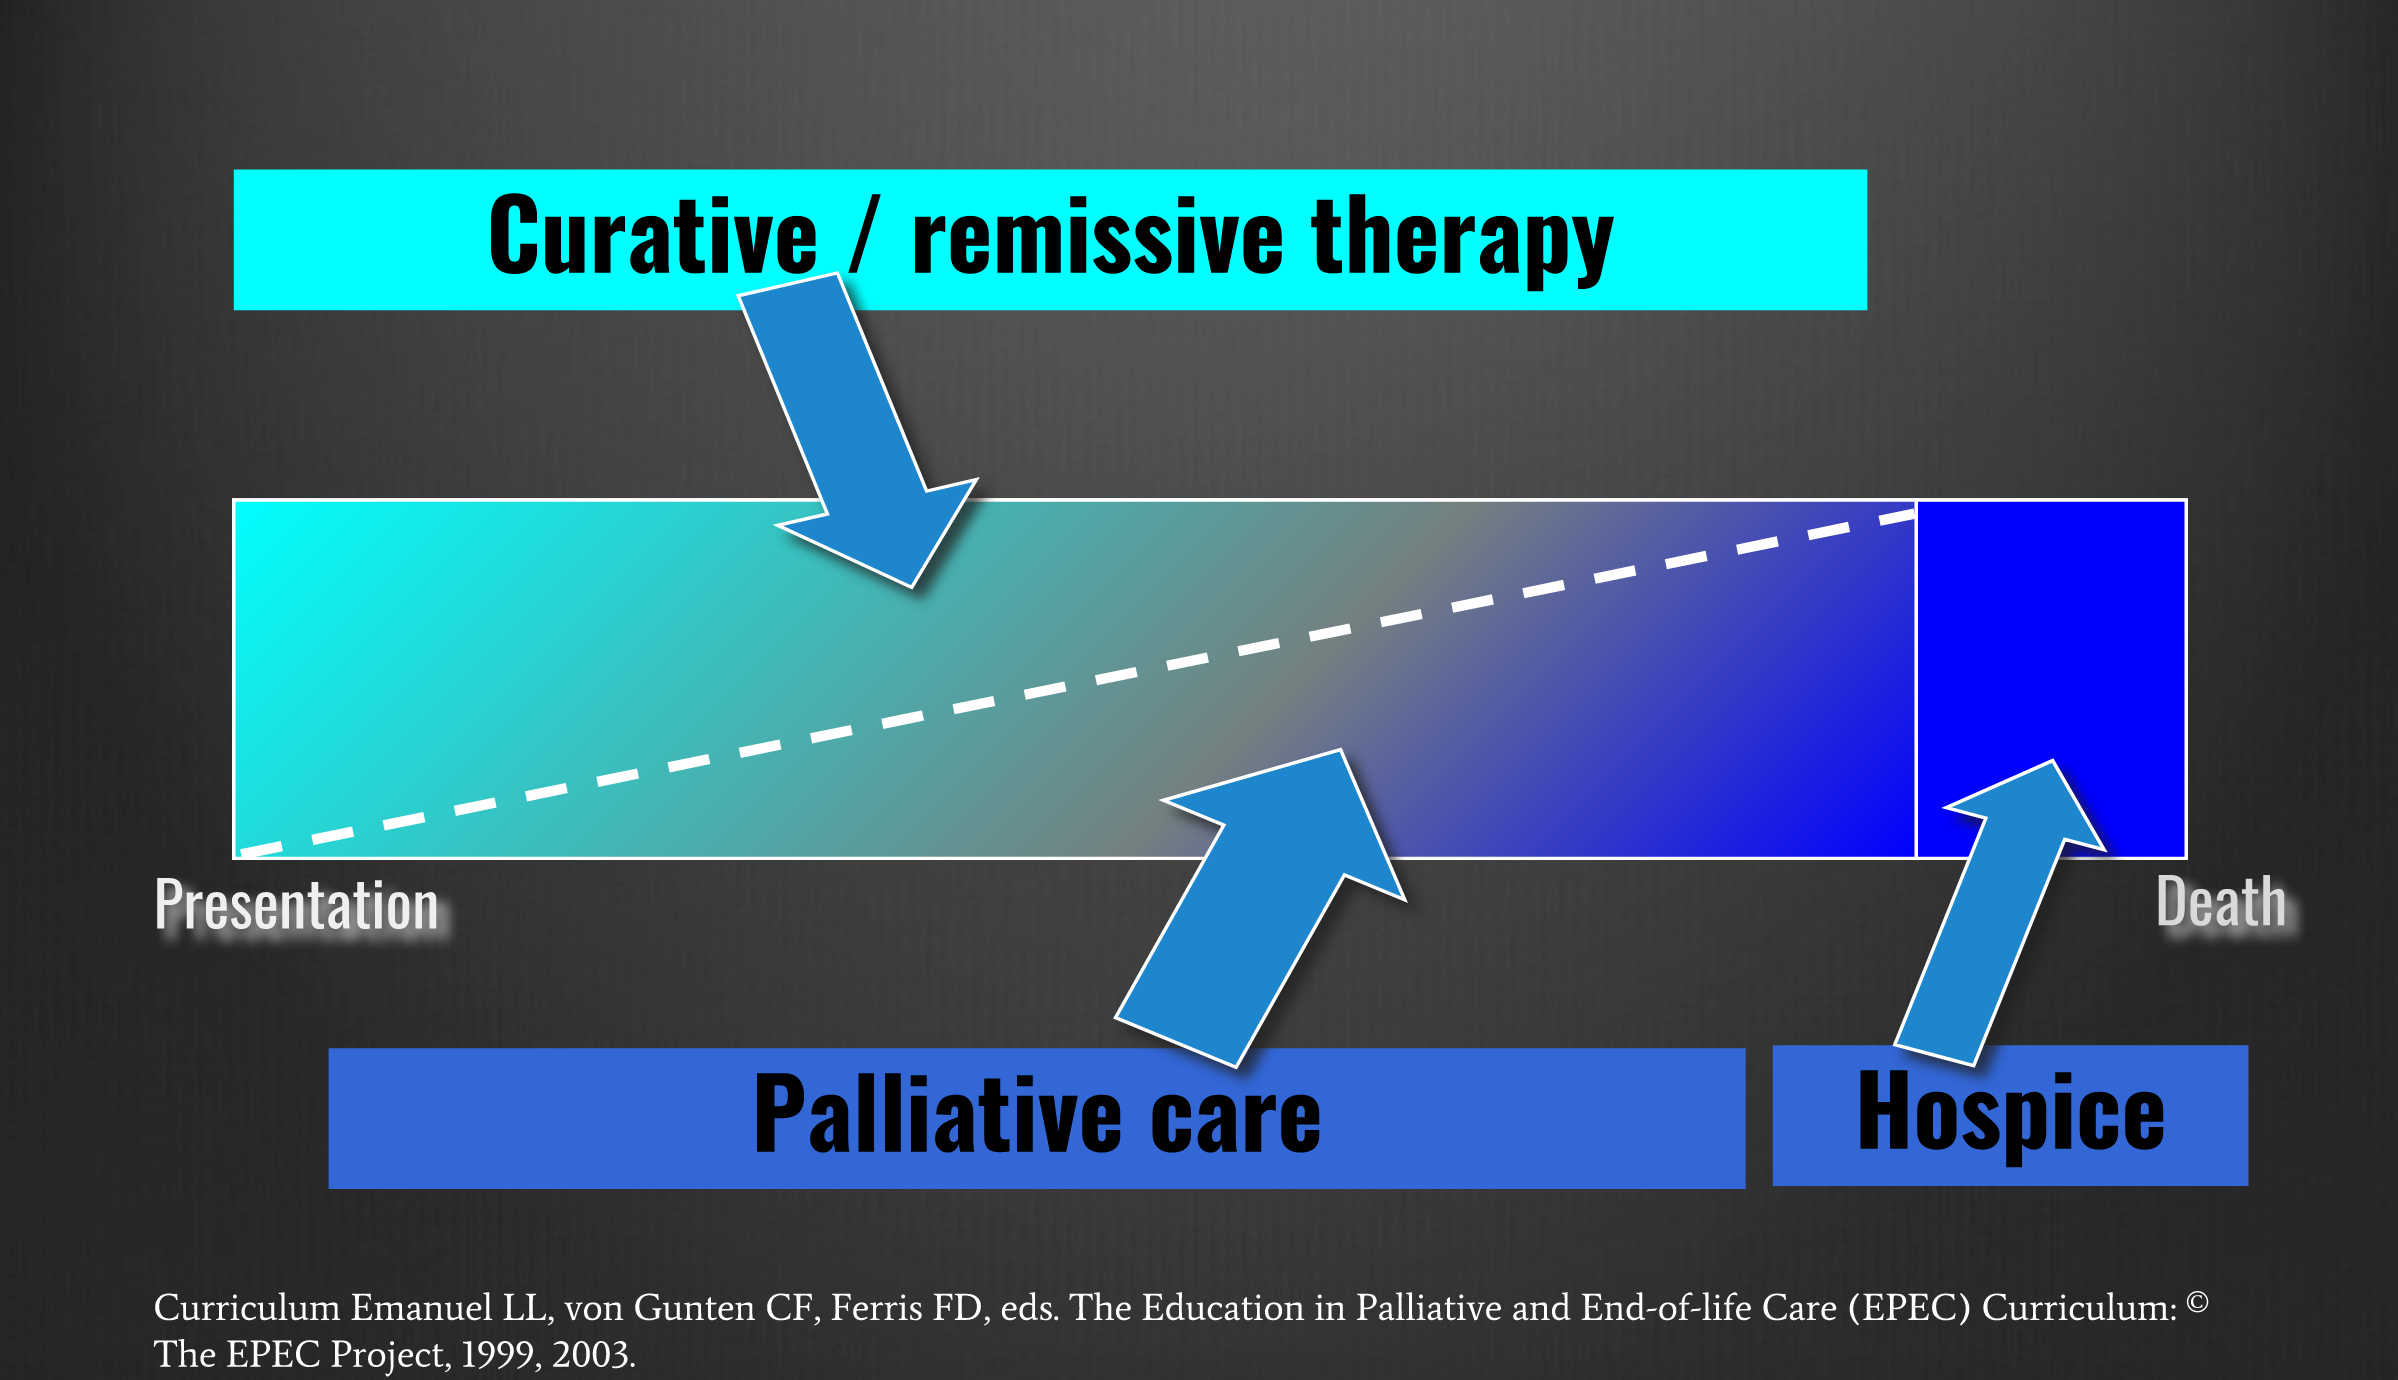 Curative / remissive therapy
Presentation
Death
Palliative care
Hospice
Curriculum Emanuel LL, von Gunten CF, Ferris FD, eds. The Education in Palliative and End-of-life Care (EPEC) Curriculum: ©
The EPEC Project, 1999, 2003.